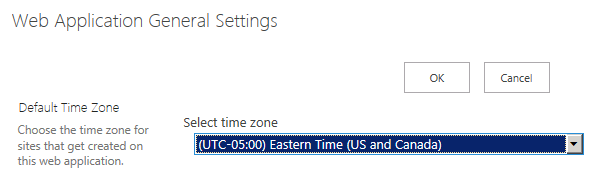 Web Application General Settings
OK Cancel
Default Time Zone
Choose the time zone for
sites that get created on
this web application.
Select time zone
(UTC-05:00) Eastern Time (US and Canada)